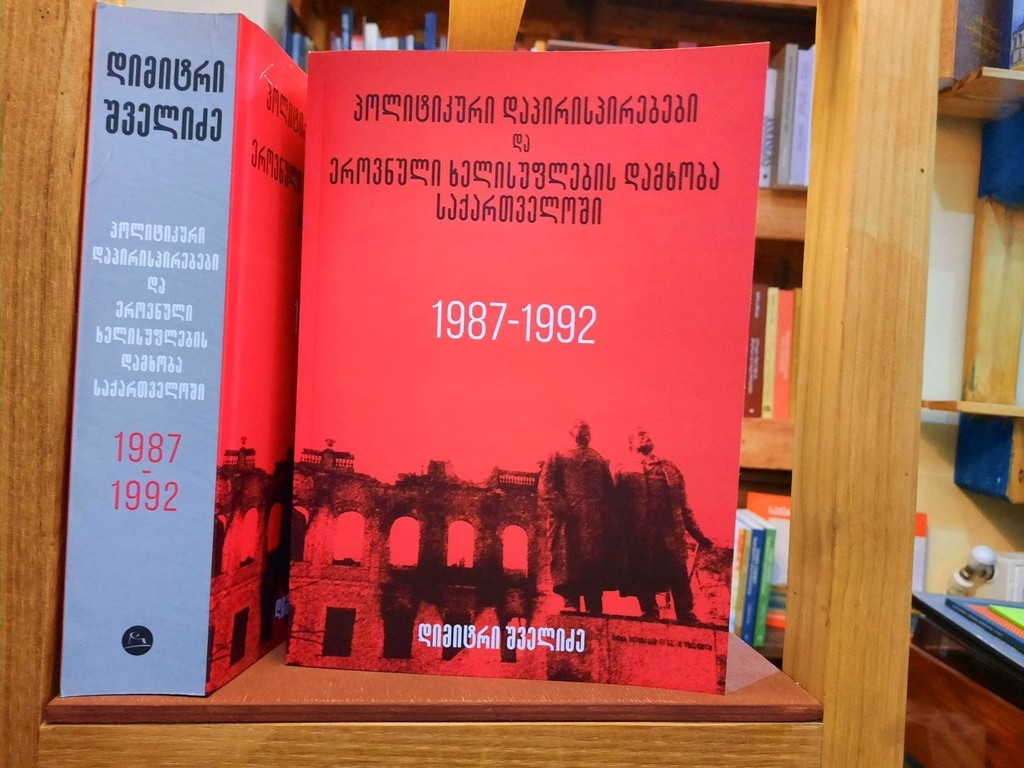 დიმიტრი
შველიძე
პოლიტიკური
დაპირისპირებები
და
ეროვნული
ხელისუფლების
დამხობა
საქართველოში
1987
-
1992
პოლიტიკური დაპირისპირებები
და
ეროვნული ხელისუფლების დამხობა
საქართველოში
1987-1992
დიმიტრი შველიძე